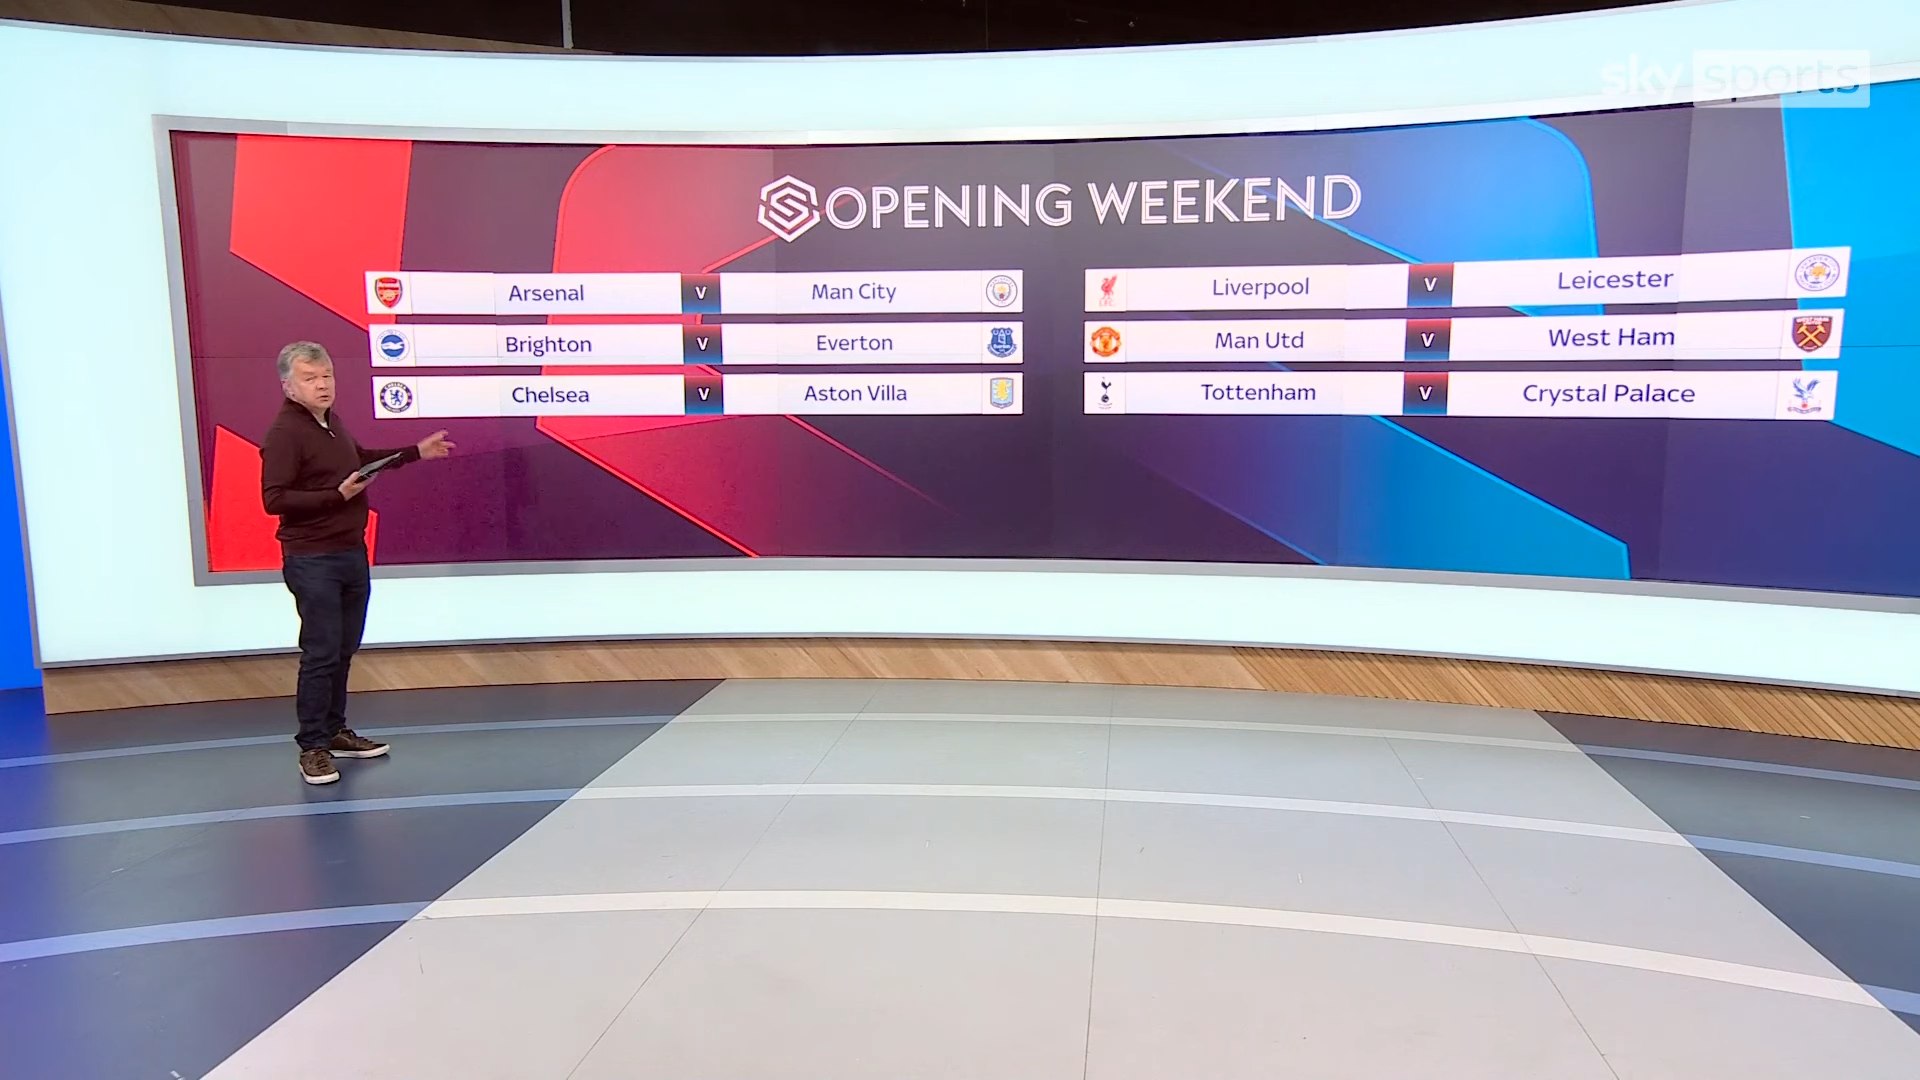 sky sports
OPENING WEEKEND
Arsenal V Man City
Brighton V Everton
Chelsea V Aston Villa
Liverpool V Leicester
Man Utd V West Ham
Tottenham V Crystal Palace